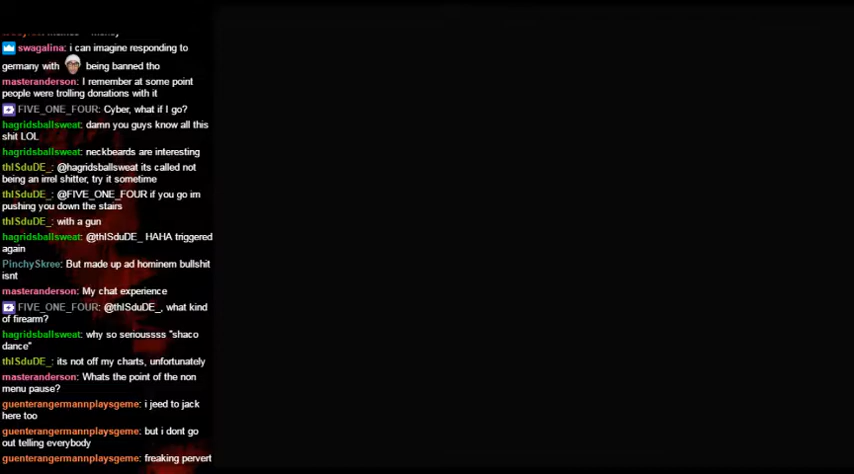 swagalina: i can imagine responding to
germany with being banned tho
masteranderson: I remember at some point
people were trolling donations with it
FIVE_ONE_FOUR: Cyber, what if I go?
hagridsballsweat: damn you guys know all this
shit LOL
hagridsballsweat: neckbeards are interesting
thISduDE_: @hagridsballsweat its called not
being an irrel shitter, try it sometime
thISduDE_: @FIVE_ONE_FOUR if you go im
pushing you down the stairs
thISduDE_: with a gun
hagridsballsweat: @thISduDE_ HAHA triggered
again
PinchySkree: But made up ad hominem bullshit
isnt
masteranderson: My chat experience
FIVE_ONE_FOUR: @thISduDE_, what kind
of firearm?
hagridsballsweat: why so serioussss "shaco
dance"
thISduDE_: its not off my charts, unfortunately
masteranderson: Whats the point of the non
menu pause?
guenterangermannplaysgeme: i jeed to jack
here too
guenterangermannplaysgeme: but i dont go
out telling everybody
guenterangermannplaysgeme: freaking pervert